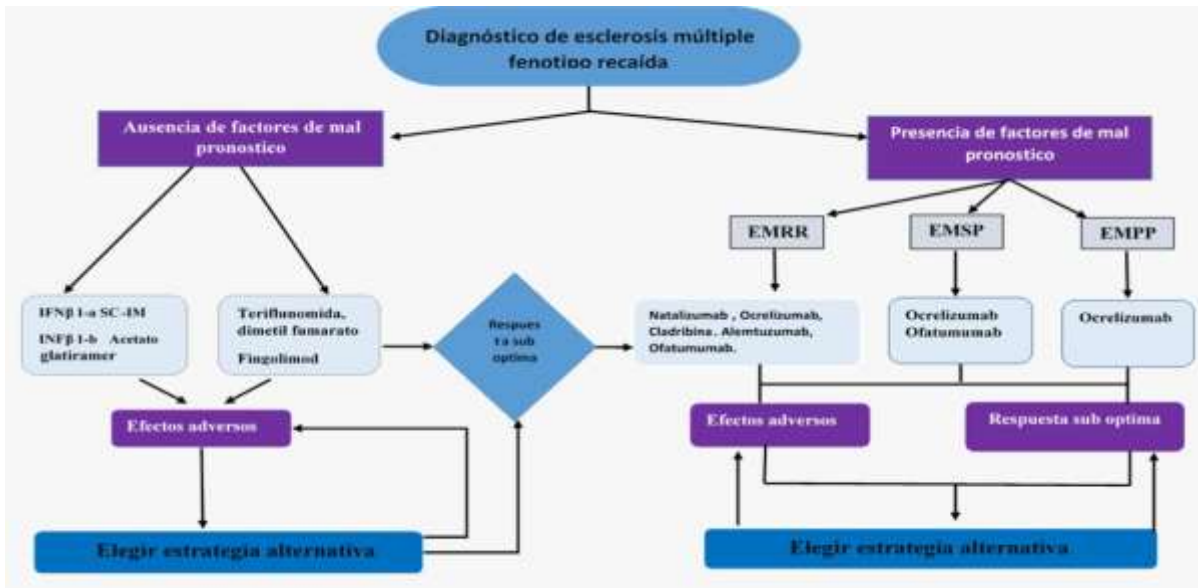 Diagnóstico de esclerosis múltiple
fenotipo recaída
Ausencia de factores de mal
pronostico
Presencia de factores de mal
pronostico
EMRR
EMSP
EMPP
IFNβ 1-a SC-IM
INFβ 1-b Acetato
glatiramer
Teriflunomida,
dimetil fumarato
Fingolimod
Respues
ta sub
optima
Natalizumab , Ocrelizumab,
Cladribina. Alemtuzumab,
Ofatumumab.
Ocrelizumab
Ofatumumab
Ocrelizumab
Efectos adversos
Efectos adversos
Respuesta sub optima
Elegir estrategia alternativa
Elegir estrategia alternativa